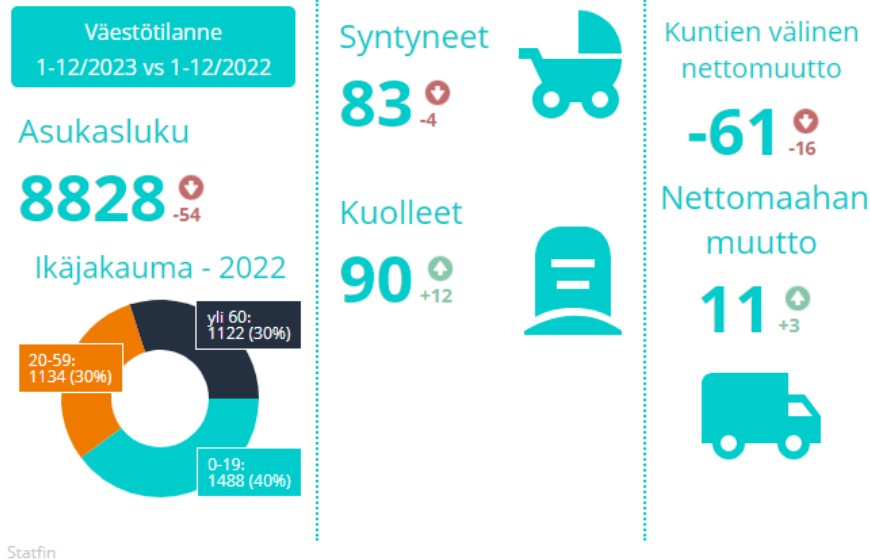 Väestötilanne
1-12/2023 vs 1-12/2022
Asukasluku
8828
-54
Ikäjakauma - 2022
yli 60:
1122 (30%)
20-59:
1134 (30%)
0-19:
1488 (40%)
Syntyneet
83
-4
Kuolleet
90
+12
Kuntien välinen
nettomuutto
-61
-16
Nettomaahan
muutto
11
+3
Statfin